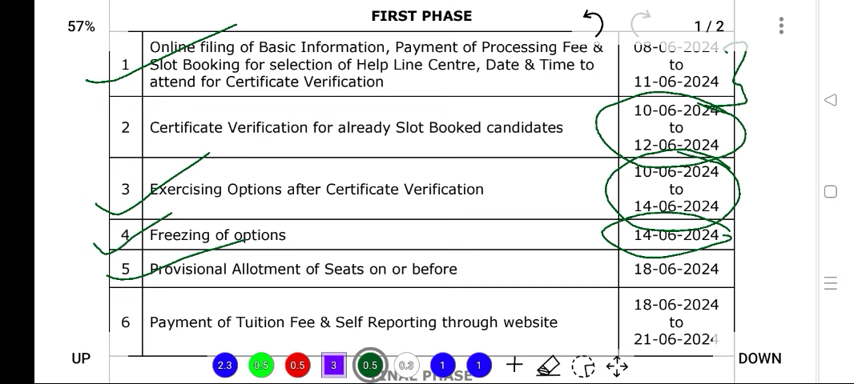 57%
FIRST PHASE
1 / 2
1
Online filing of Basic Information, Payment of Processing Fee &
Slot Booking for selection of Help Line Centre, Date & Time to
attend for Certificate Verification
08-06-2024
to
11-06-2024
2
Certificate Verification for already Slot Booked candidates
10-06-2024
to
12-06-2024
3
Exercising Options after Certificate Verification
10-06-2024
to
14-06-2024
4
Freezing of options
14-06-2024
5
Provisional Allotment of Seats on or before
18-06-2024
6
Payment of Tuition Fee & Self Reporting through website
18-06-2024
to
21-06-2024
UP
2.3
0.5
0.5
3
0.5
0.3
1
1
DOWN
FINAL PHASE